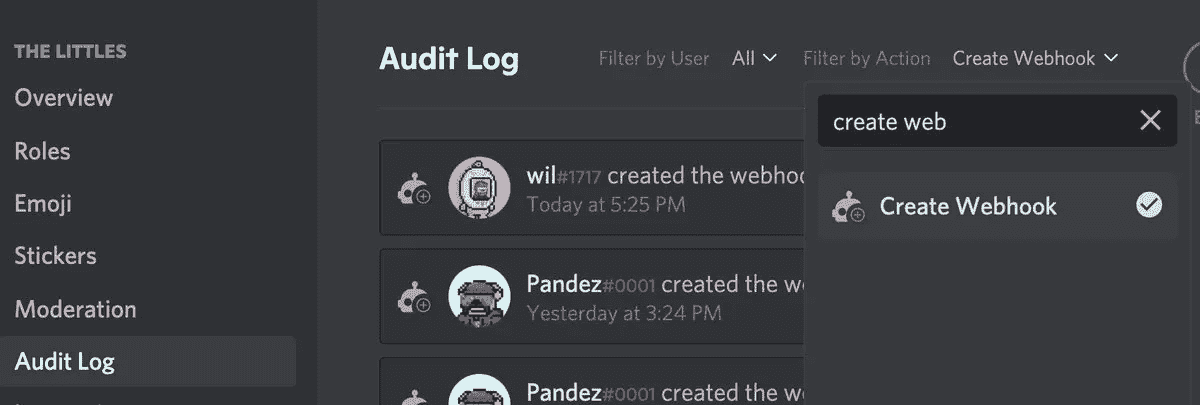 THE LITTLES
Overview
Roles
Emoji
Stickers
Moderation
Audit Log
Audit Log
Filter by User All
Filter by Action Create Webhook
create web
Create Webhook
wil#1717 created the webhoo
Today at 5:25 PM
Pandez#0001 created the w
Yesterday at 3:24 PM
Pandez#0001 created the w